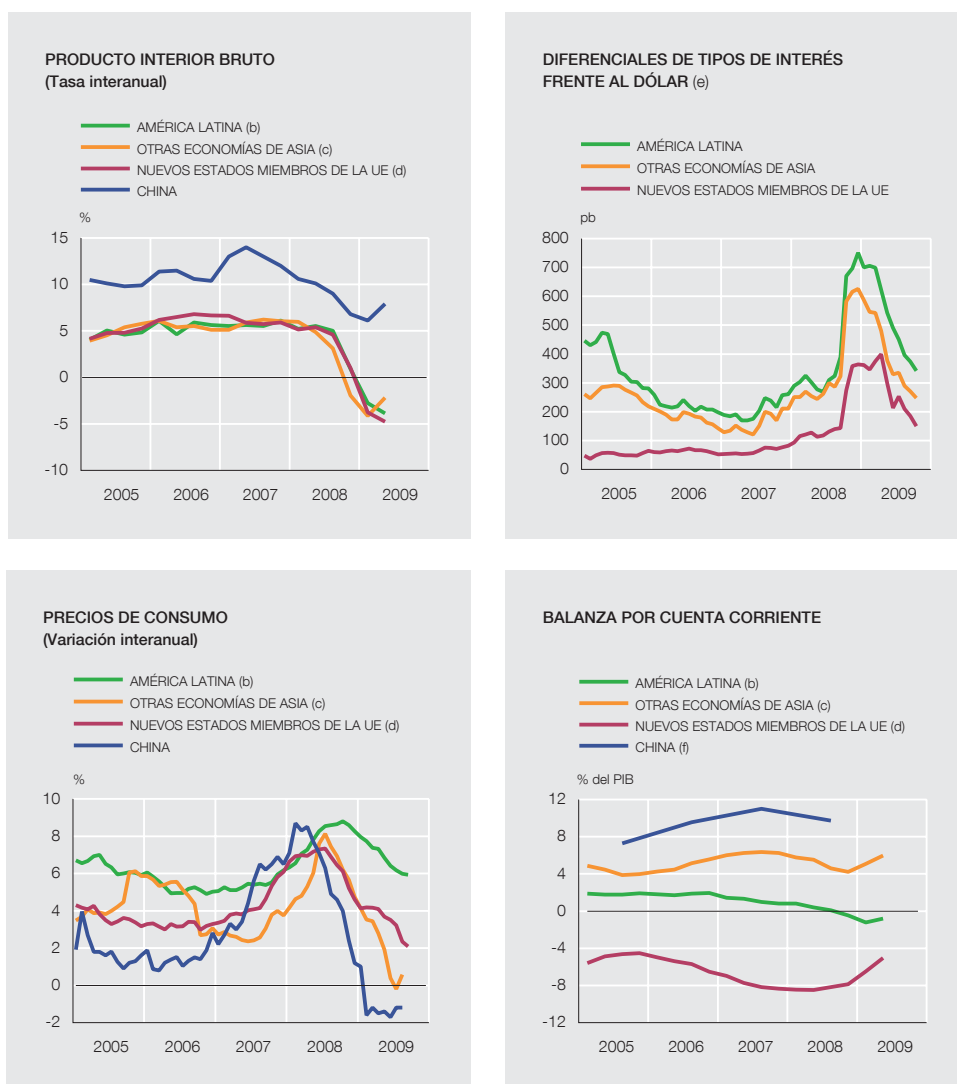 PRODUCTO INTERIOR BRUTO
(Tasa interanual)
AMÉRICA LATINA (b)
OTRAS ECONOMÍAS DE ASIA (c)
NUEVOS ESTADOS MIEMBROS DE LA UE (d)
CHINA
%
15
10
5
0
-5
-10
2005 2006 2007 2008 2009
DIFERENCIALES DE TIPOS DE INTERÉS
FRENTE AL DÓLAR (e)
AMÉRICA LATINA
OTRAS ECONOMÍAS DE ASIA
NUEVOS ESTADOS MIEMBROS DE LA UE
pb
800
700
600
500
400
300
200
100
0
2005 2006 2007 2008 2009
PRECIOS DE CONSUMO
(Variación interanual)
AMÉRICA LATINA (b)
OTRAS ECONOMÍAS DE ASIA (c)
NUEVOS ESTADOS MIEMBROS DE LA UE (d)
CHINA
%
10
8
6
4
2
0
-2
2005 2006 2007 2008 2009
BALANZA POR CUENTA CORRIENTE
AMÉRICA LATINA (b)
OTRAS ECONOMÍAS DE ASIA (c)
NUEVOS ESTADOS MIEMBROS DE LA UE (d)
CHINA (f)
% del PIB
12
8
4
0
-4
-8
-12
2005 2006 2007 2008 2009